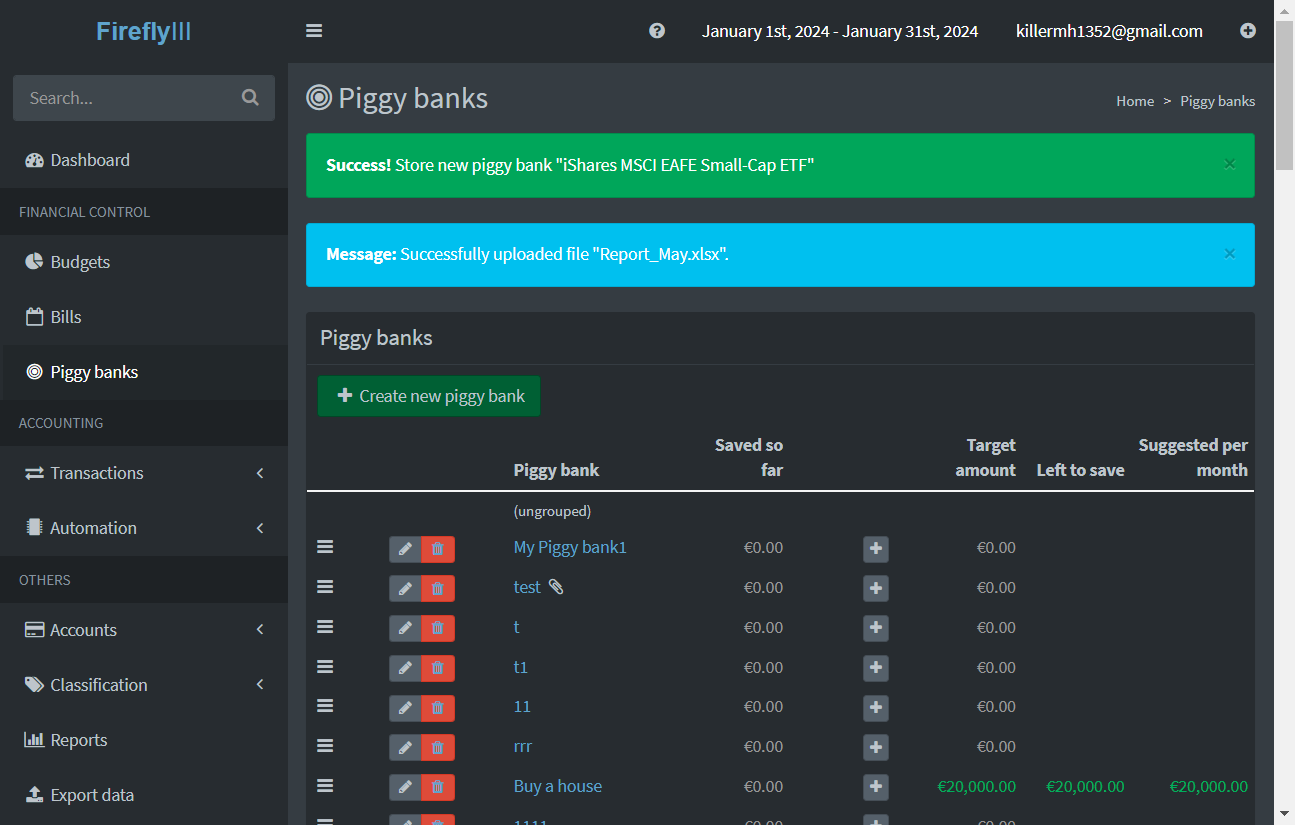 FireflyIII
January 1st, 2024 - January 31st, 2024
killermh1352@gmail.com
Search...
Dashboard
FINANCIAL CONTROL
Budgets
Bills
Piggy banks
ACCOUNTING
Transactions
Automation
OTHERS
Accounts
Classification
Reports
Export data
Piggy banks
Home > Piggy banks
Success! Store new piggy bank "iShares MSCI EAFE Small-Cap ETF"
×
Message: Successfully uploaded file "Report_May.xlsx".
×
Piggy banks
Create new piggy bank
Piggy bank Saved so far Target amount Left to save Suggested per month
(ungrouped)
My Piggy bank1 €0.00 €0.00
test €0.00 €0.00
t €0.00 €0.00
t1 €0.00 €0.00
11 €0.00 €0.00
rrr €0.00 €0.00
Buy a house €0.00 €20,000.00 €20,000.00 €20,000.00
1111 €0.00 €0.00